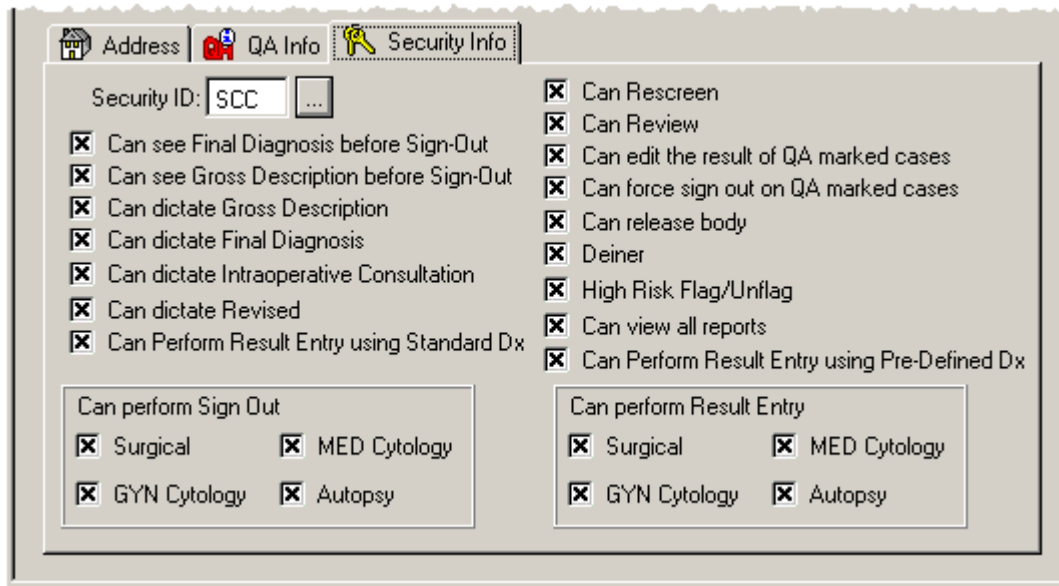 Address QA Info Security Info
Security ID: SCC ...
Can see Final Diagnosis before Sign-Out
Can see Gross Description before Sign-Out
Can dictate Gross Description
Can dictate Final Diagnosis
Can dictate Intraoperative Consultation
Can dictate Revised
Can Perform Result Entry using Standard Dx
Can Rescreen
Can Review
Can edit the result of QA marked cases
Can force sign out on QA marked cases
Can release body
Deiner
High Risk Flag/Unflag
Can view all reports
Can Perform Result Entry using Pre-Defined Dx
Can perform Sign Out
Surgical MED Cytology
GYN Cytology Autopsy
Can perform Result Entry
Surgical MED Cytology
GYN Cytology Autopsy